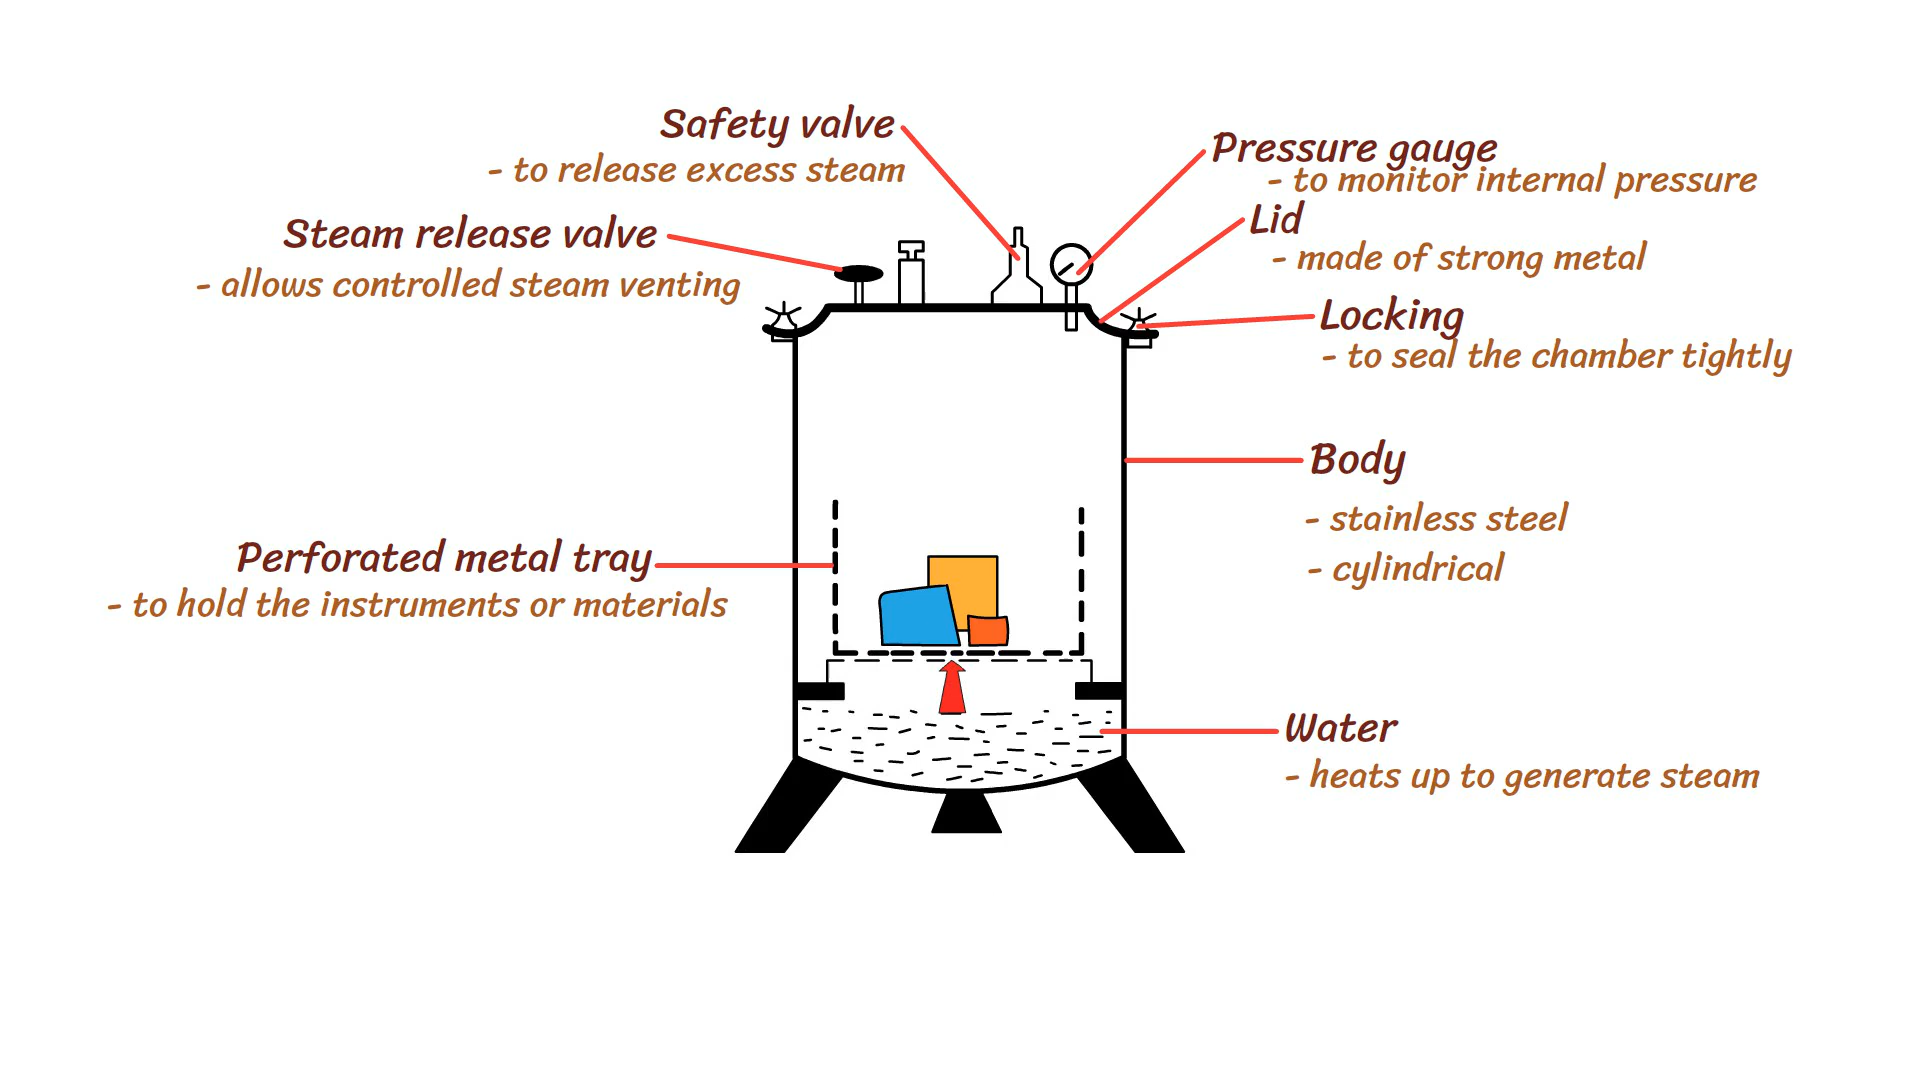 Safety valve
- to release excess steam
Pressure gauge
- to monitor internal pressure
Steam release valve
- allows controlled steam venting
Lid
- made of strong metal
Locking
- to seal the chamber tightly
Body
- stainless steel
- cylindrical
Perforated metal tray
- to hold the instruments or materials
Water
- heats up to generate steam